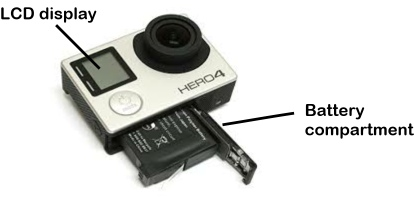 LCD display
HERO4
Battery
compartment